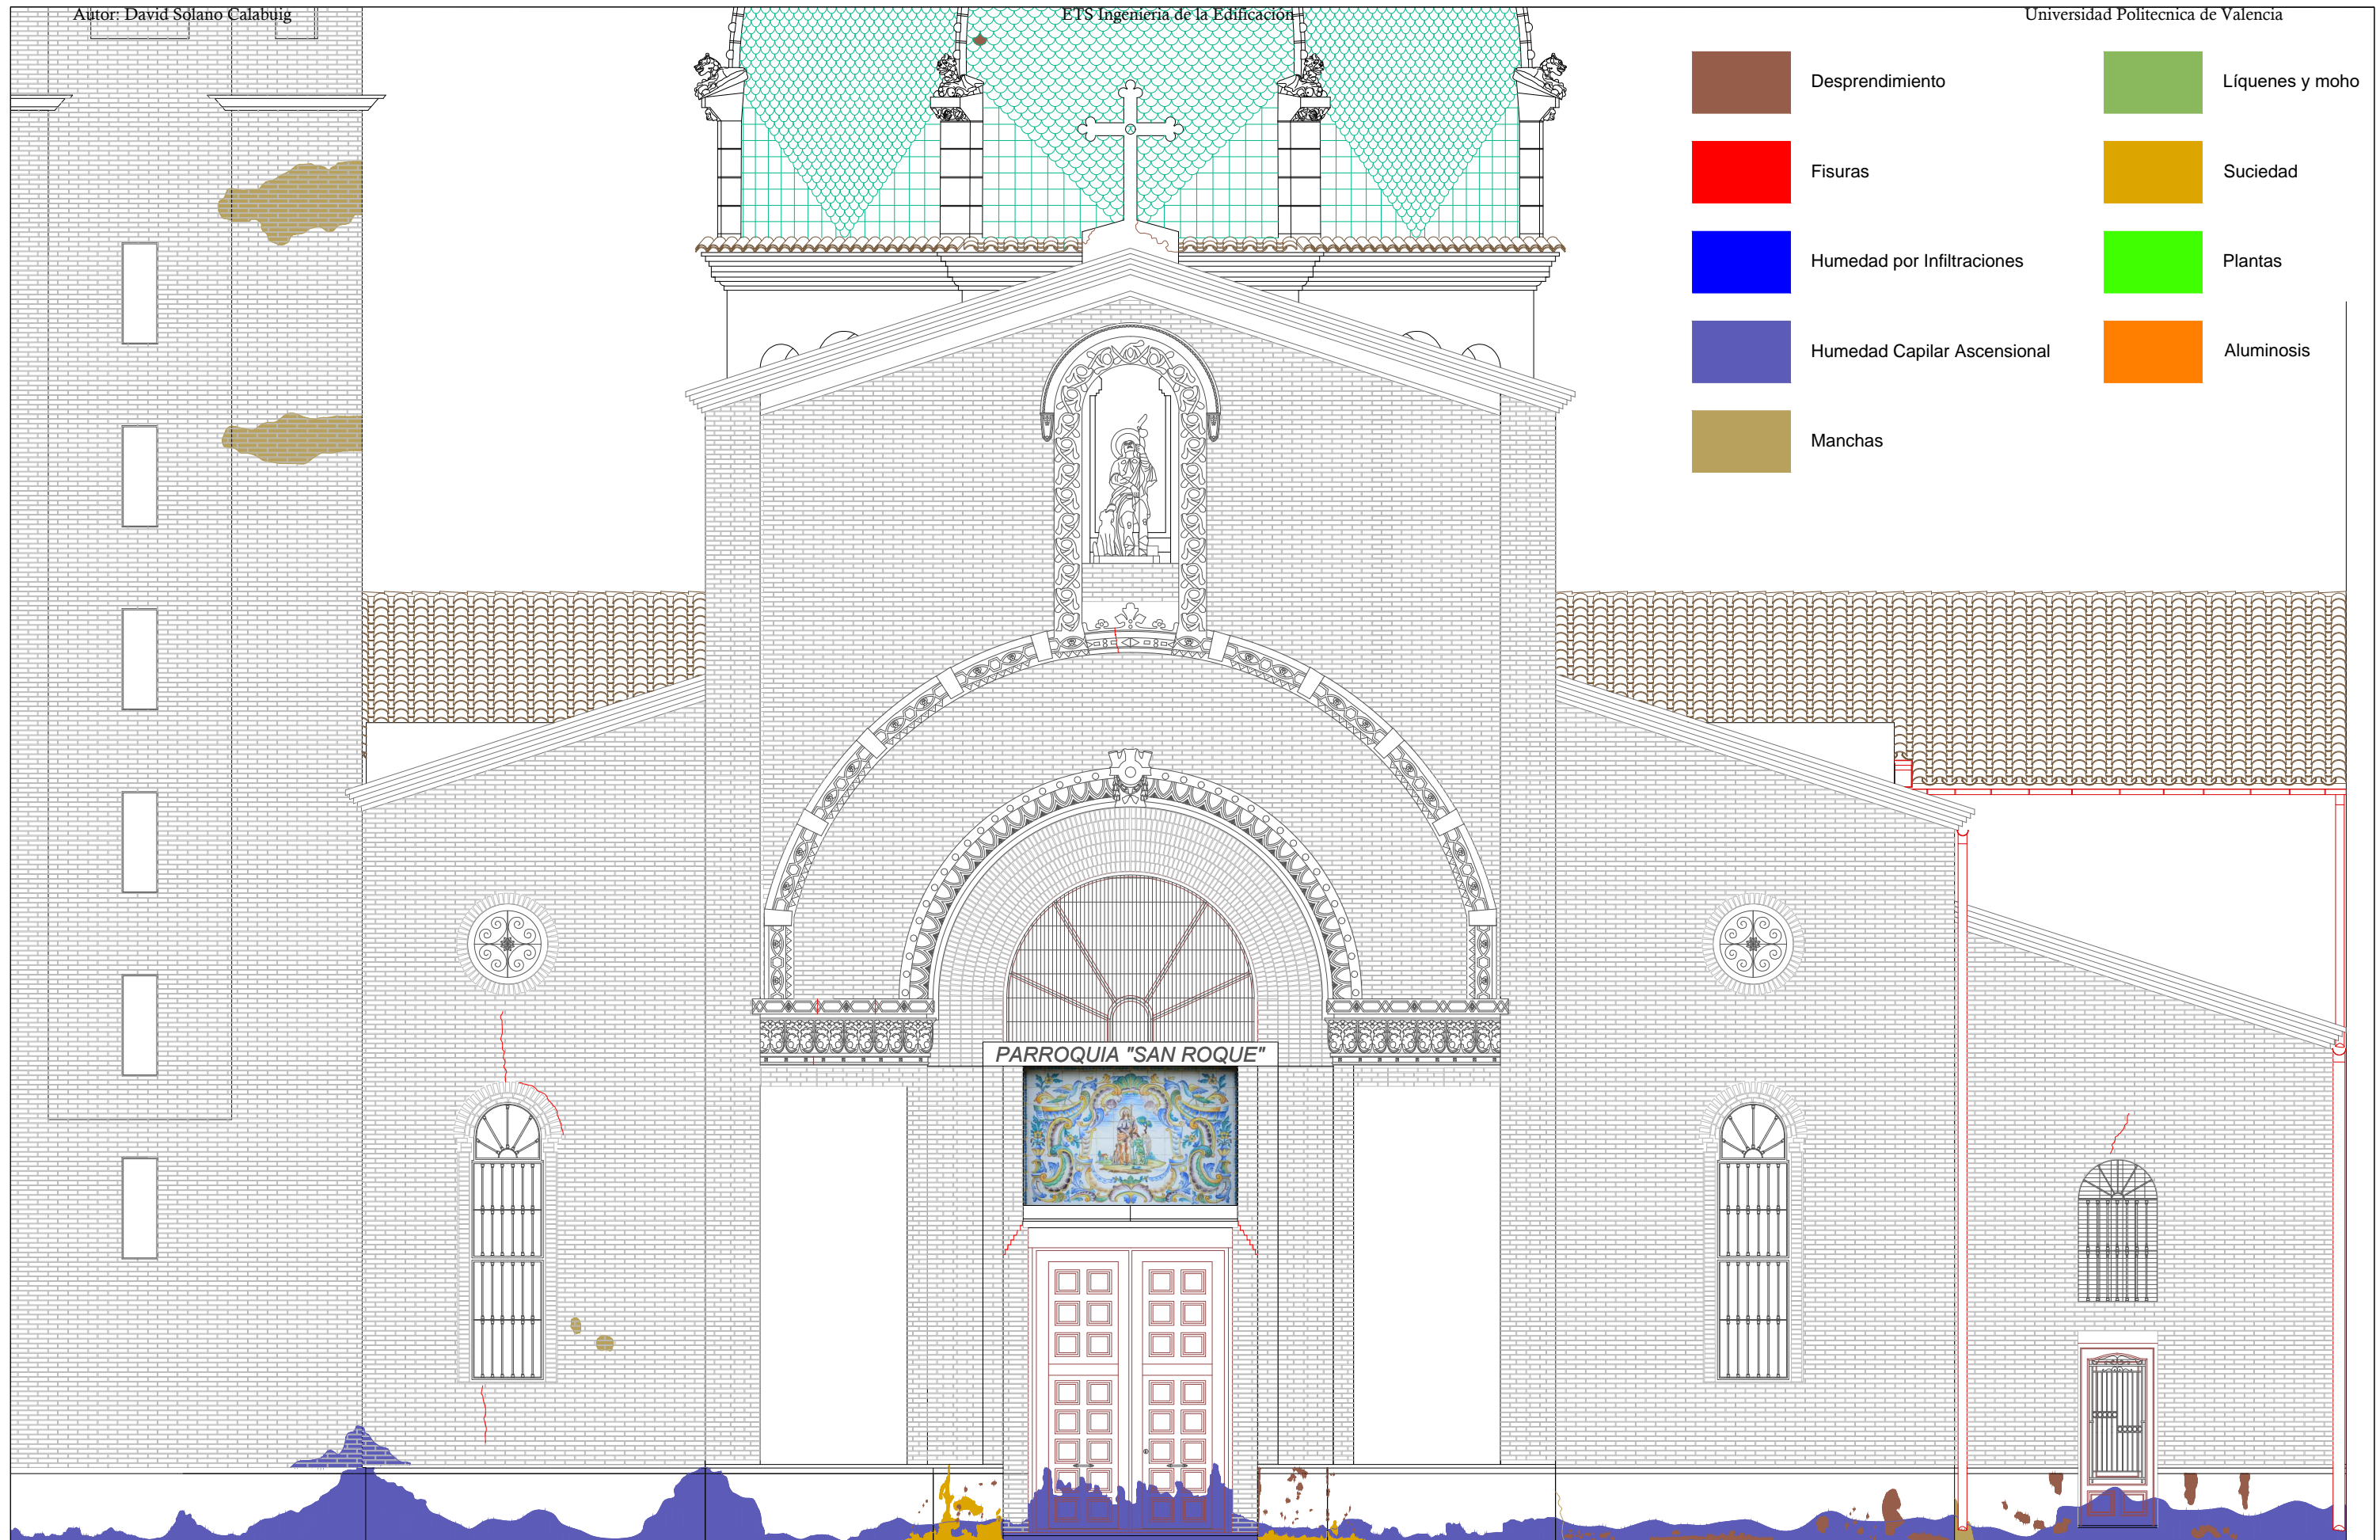 Autor: David Solano Calabuig
ETS Ingenieria de la Edificación
Universidad Politecnica de Valencia
Desprendimiento
Líquenes y moho
Fisuras
Suciedad
Humedad por Infiltraciones
Plantas
Humedad Capilar Ascensional
Aluminosis
Manchas
PARROQUIA "SAN ROQUE"